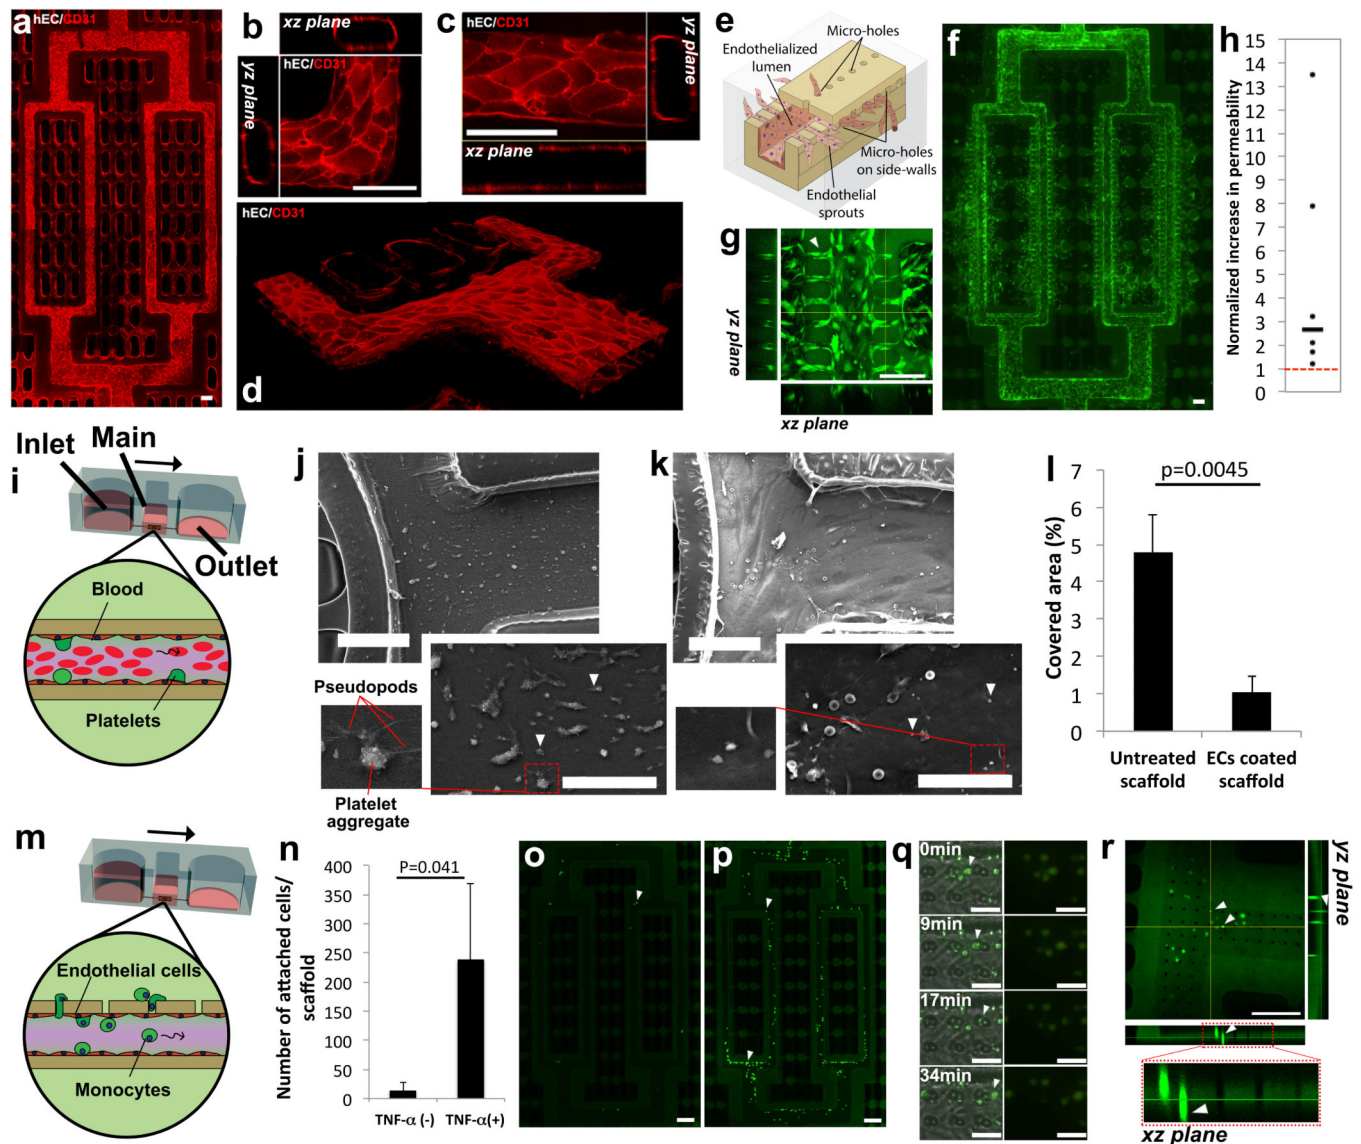 a
hEC/CD31
b
xz plane
yz plane
hEC/CD31
c
hEC/CD31
yz plane
xz plane
d
hEC/CD31
e
Micro-holes
Endothelialized
lumen
Micro-holes
on side-walls
Endothelial
sprouts
f
g
yz plane
xz plane
h
Normalized increase in permeability
15
14
13
12
11
10
9
8
7
6
5
4
3
2
1
0
i
Inlet
Main
Outlet
Blood
Platelets
j
Pseudopods
Platelet
aggregate
k
l
Covered area (%)
7
6
5
4
3
2
1
0
p=0.0045
Untreated
scaffold
ECs coated
scaffold
m
Endothelial cells
Monocytes
n
Number of attached cells/
scaffold
400
350
300
250
200
150
100
50
0
P=0.041
TNF-α (-)
TNF-α(+)
o
p
q
0min
9min
17min
34min
r
yz plane
xz plane